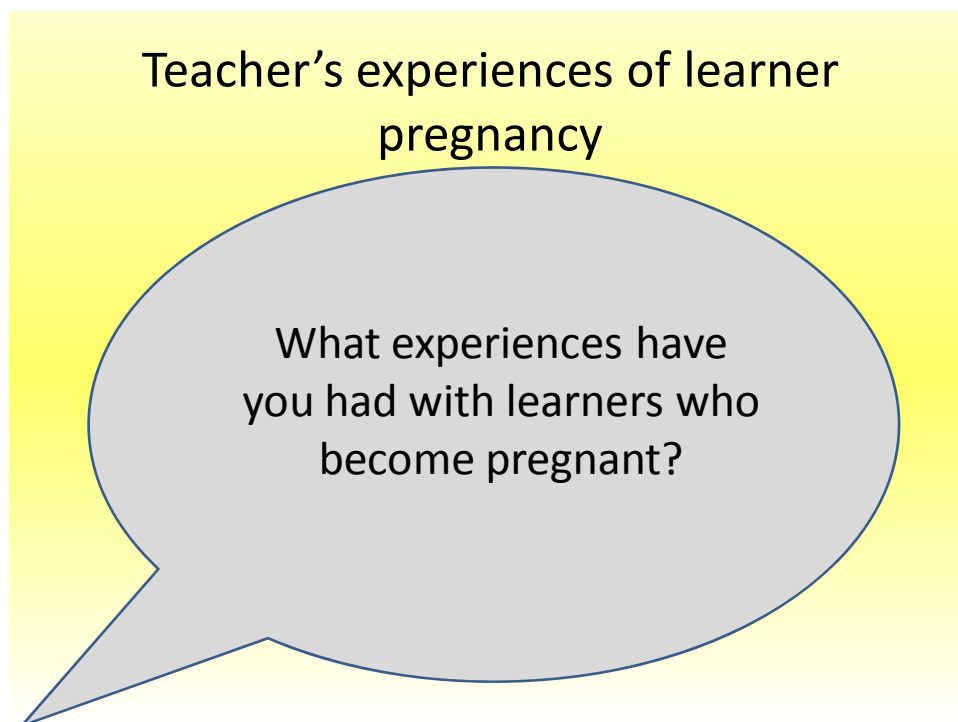 Teacher’s experiences of learner
pregnancy
What experiences have
you had with learners who
become pregnant?